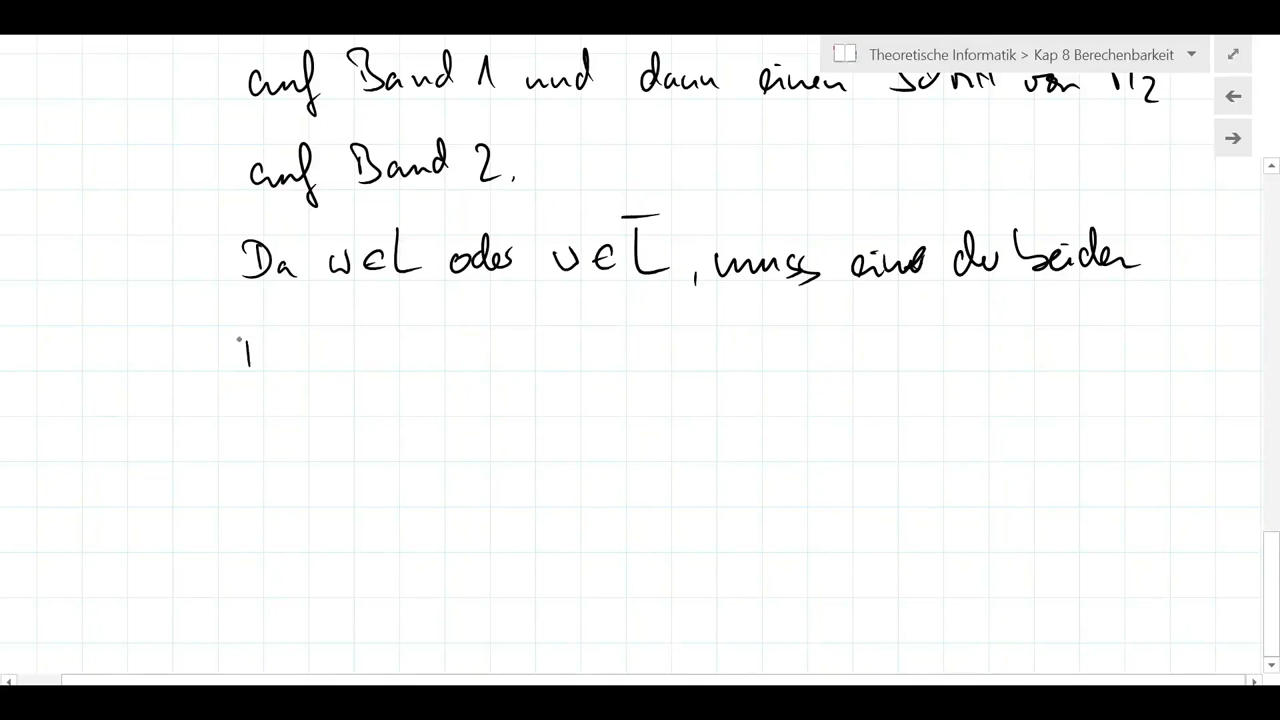 Theoretische Informatik > Kap 8 Berechenbarkeit
auf Band 1 und dann einen von M₂
auf Band 2.
Da w ∈ L oder w ∈ L̅, muss eine der beiden